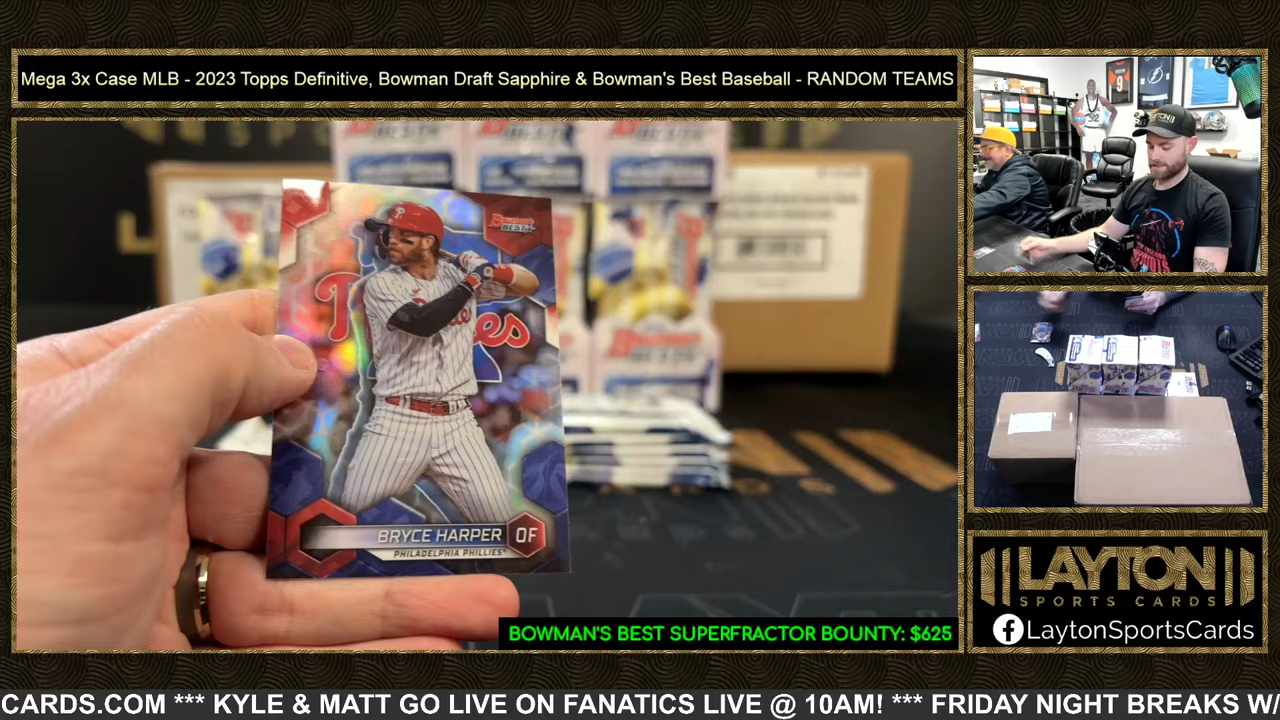 Mega 3x Case MLB - 2023 Topps Definitive, Bowman Draft Sapphire & Bowman's Best Baseball - RANDOM TEAMS
Bowman's
BEST
BRYCE HARPER
OF
PHILADELPHIA PHILLIES
BOWMAN'S BEST SUPERFRACTOR BOUNTY: $625
LAYTON
SPORTS CARDS
LaytonSportsCards
CARDS.COM *** KYLE & MATT GO LIVE ON FANATICS LIVE @ 10AM! *** FRIDAY NIGHT BREAKS W/